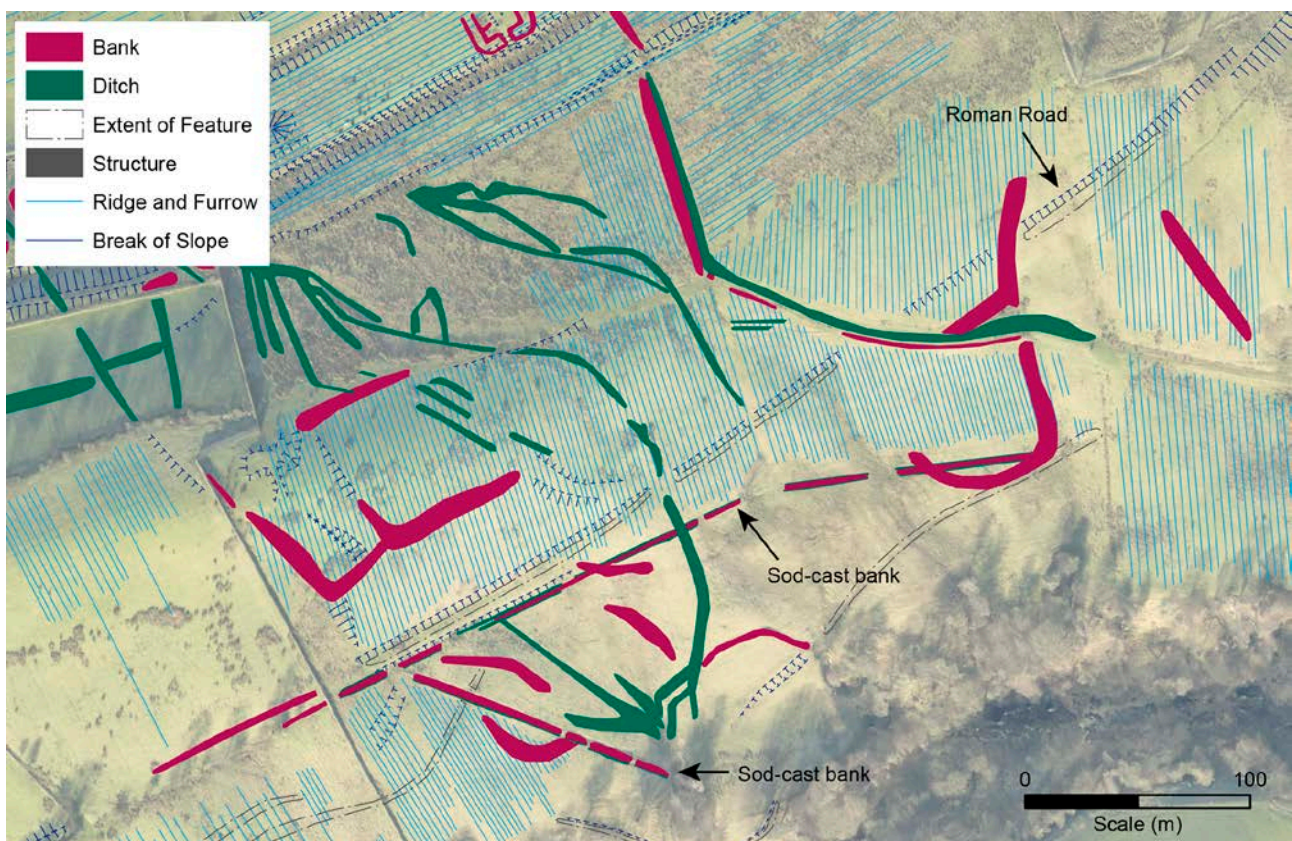 Bank
Ditch
Extent of Feature
Structure
Ridge and Furrow
Break of Slope
Roman Road
Sod-cast bank
Sod-cast bank
0 100
Scale (m)